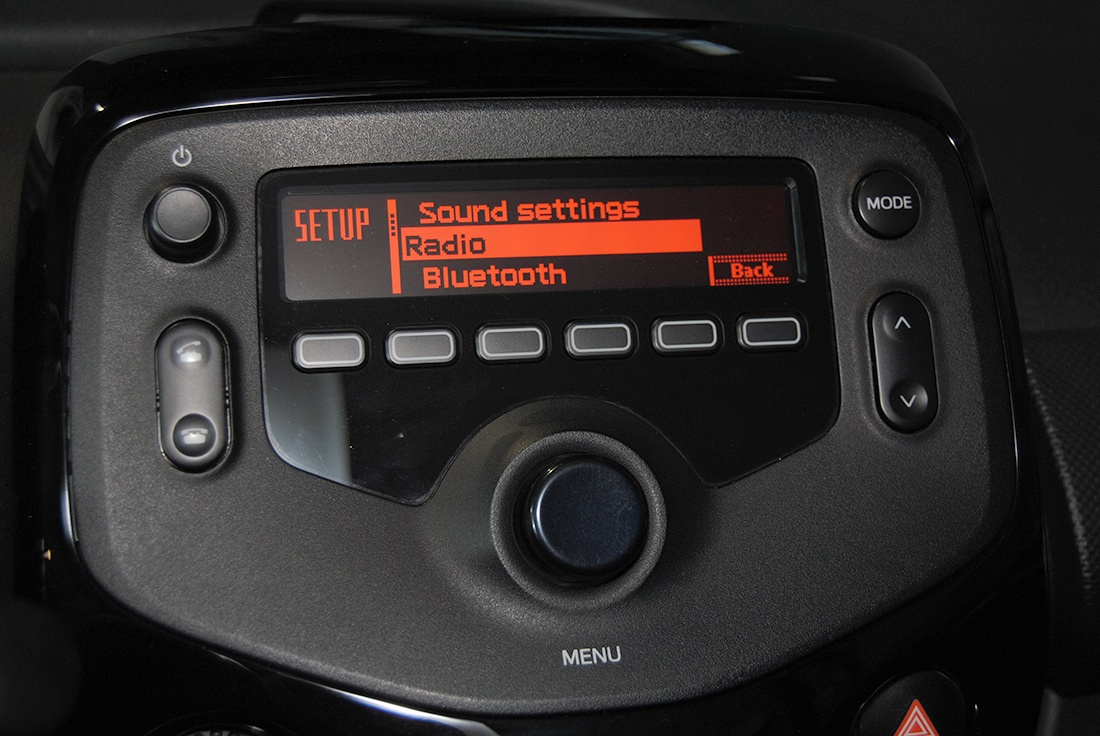 SETUP
Sound settings
Radio
Bluetooth
Back
MODE
MENU